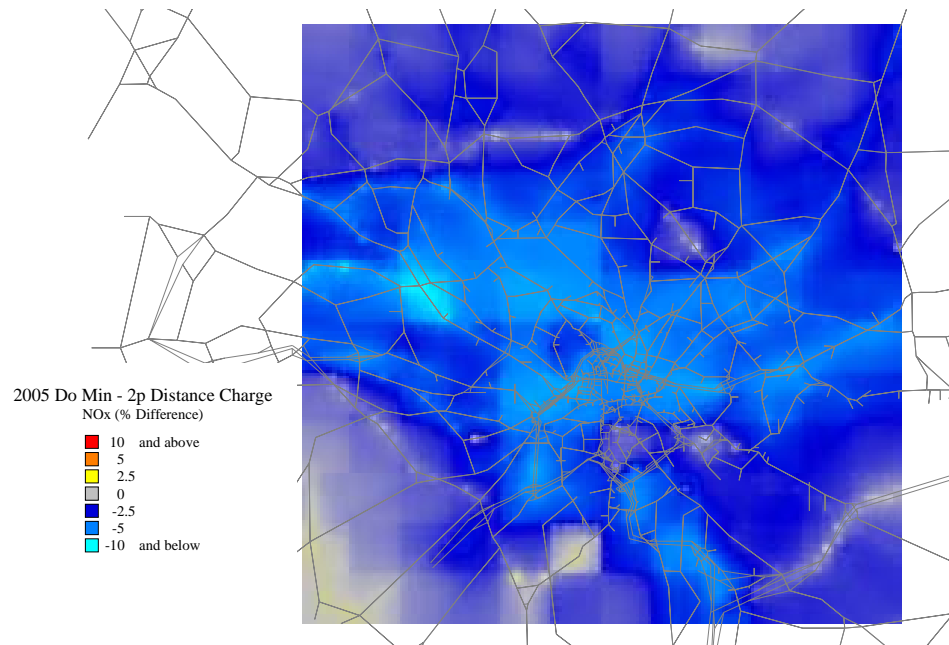 2005 Do Min - 2p Distance Charge
NOx (% Difference)
10 and above
5
2.5
0
-2.5
-5
-10 and below